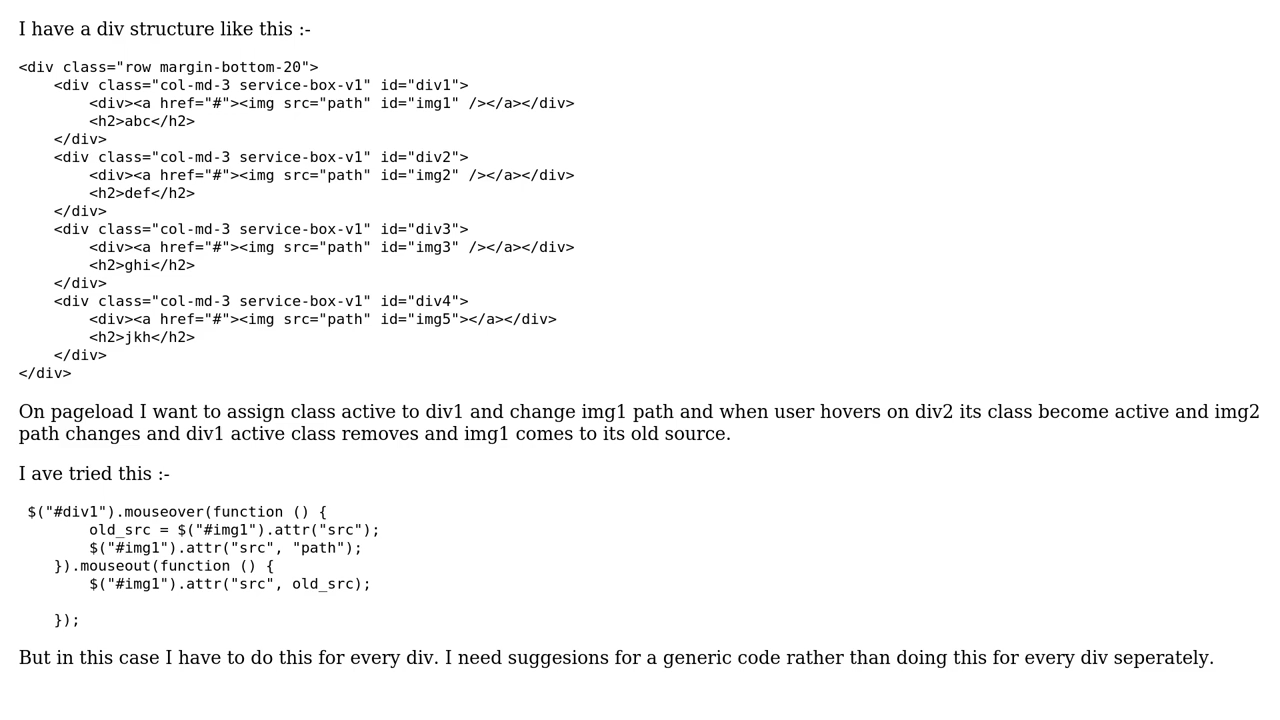 I have a div structure like this :-
<div class="row margin-bottom-20">
    <div class="col-md-3 service-box-v1" id="div1">
        <div><a href="#"><img src="path" id="img1" /></a></div>
        <h2>abc</h2>
    </div>
    <div class="col-md-3 service-box-v1" id="div2">
        <div><a href="#"><img src="path" id="img2" /></a></div>
        <h2>def</h2>
    </div>
    <div class="col-md-3 service-box-v1" id="div3">
        <div><a href="#"><img src="path" id="img3" /></a></div>
        <h2>ghi</h2>
    </div>
    <div class="col-md-3 service-box-v1" id="div4">
        <div><a href="#"><img src="path" id="img5"></a></div>
        <h2>jkh</h2>
    </div>
</div>
On pageload I want to assign class active to div1 and change img1 path and when user hovers on div2 its class become active and img2
path changes and div1 active class removes and img1 comes to its old source.
I ave tried this :-
 $("#div1").mouseover(function () {
        old_src = $("#img1").attr("src");
        $("#img1").attr("src", "path");
    }).mouseout(function () {
        $("#img1").attr("src", old_src);
    });
But in this case I have to do this for every div. I need suggesions for a generic code rather than doing this for every div seperately.